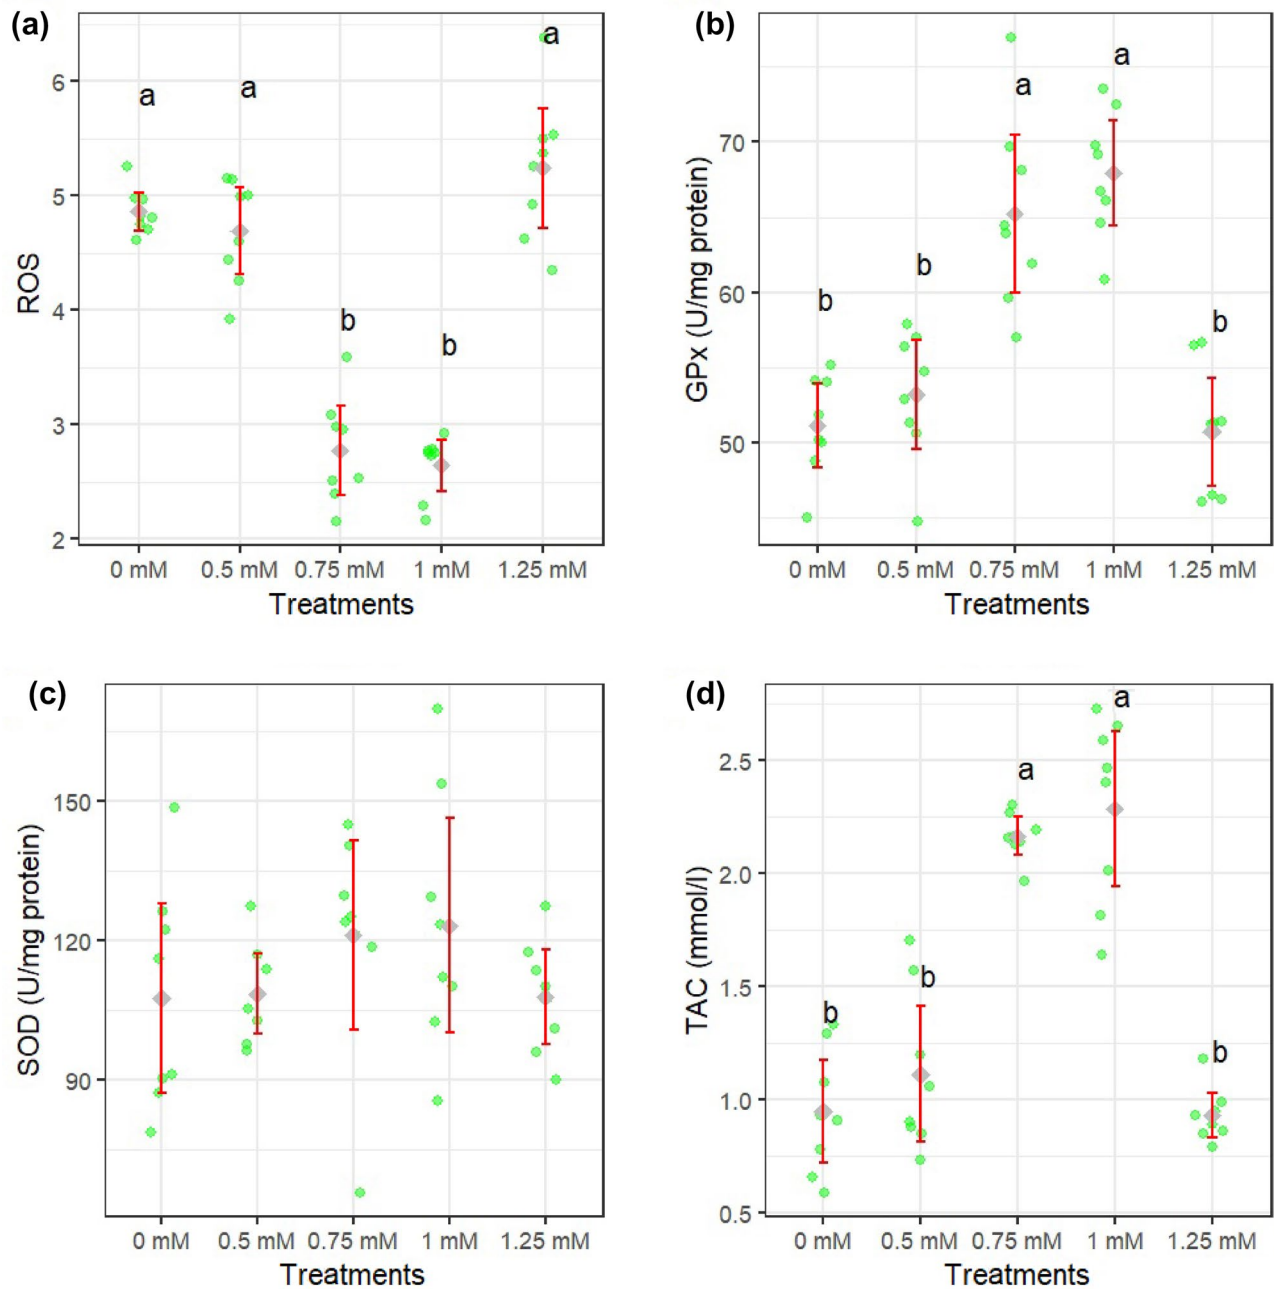 (a)
ROS
6
5
4
3
2
a
a
b
b
a
0 mM 0.5 mM 0.75 mM 1 mM 1.25 mM
Treatments
(b)
GPx (U/mg protein)
70
60
50
b
b
a
a
b
0 mM 0.5 mM 0.75 mM 1 mM 1.25 mM
Treatments
(c)
SOD (U/mg protein)
150
120
90
0 mM 0.5 mM 0.75 mM 1 mM 1.25 mM
Treatments
(d)
TAC (mmol/l)
2.5
2.0
1.5
1.0
0.5
b
b
a
a
b
0 mM 0.5 mM 0.75 mM 1 mM 1.25 mM
Treatments